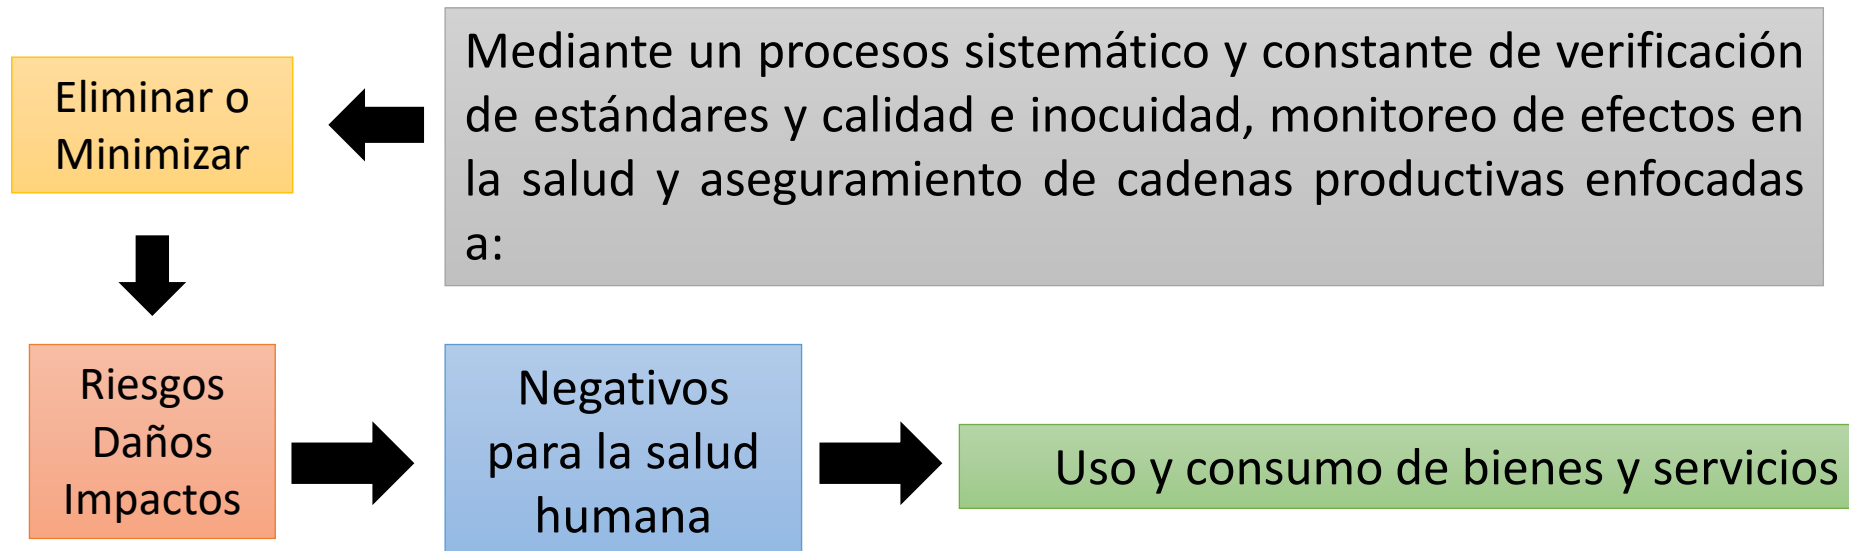 Mediante un procesos sistemático y constante de verificación
de estándares y calidad e inocuidad, monitoreo de efectos en
la salud y aseguramiento de cadenas productivas enfocadas
a:
Eliminar o
Minimizar
Riesgos
Daños
Impactos
Negativos
para la salud
humana
Uso y consumo de bienes y servicios